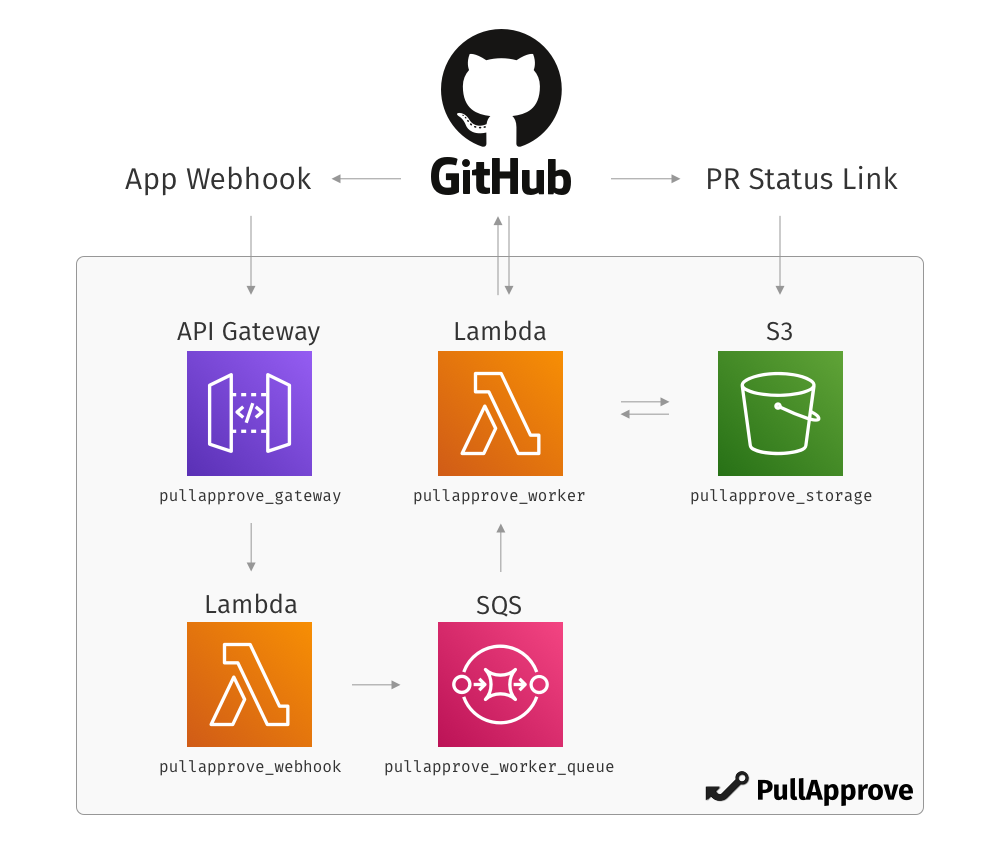 GitHub
App Webhook
PR Status Link
API Gateway
Lambda
S3
</>
pullapprove_gateway
pullapprove_worker
pullapprove_storage
Lambda
SQS
pullapprove_webhook
pullapprove_worker_queue
PullApprove